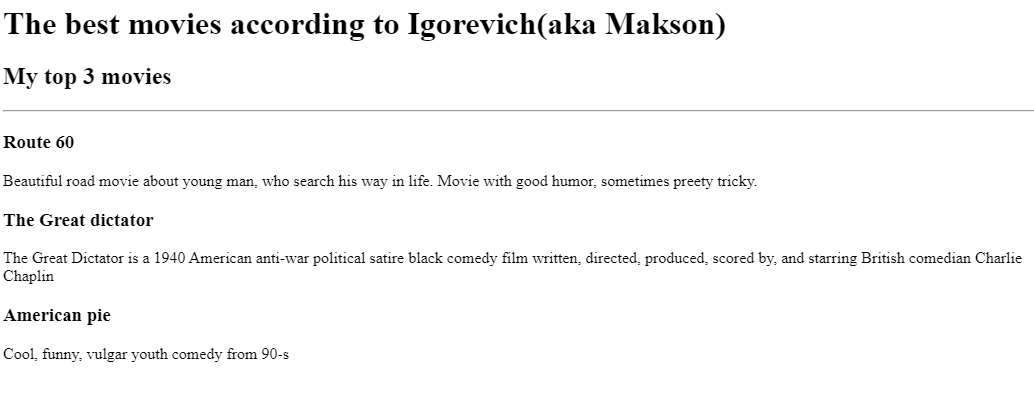 The best movies according to Igorevich(aka Makson)
My top 3 movies
Route 60
Beautiful road movie about young man, who search his way in life. Movie with good humor, sometimes preety tricky.
The Great dictator
The Great Dictator is a 1940 American anti-war political satire black comedy film written, directed, produced, scored by, and starring British comedian Charlie
Chaplin
American pie
Cool, funny, vulgar youth comedy from 90-s